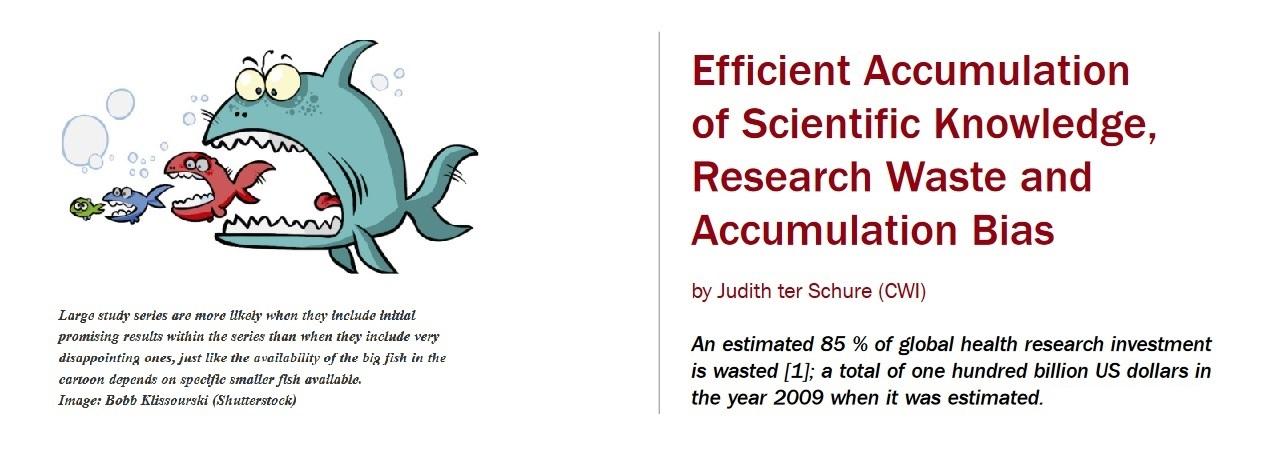 Large study series are more likely when they include initial
promising results within the series than when they include very
disappointing ones, just like the availability of the big fish in the
cartoon depends on specific smaller fish available.
Image: Bobb Klissourski (Shutterstock)
Efficient Accumulation
of Scientific Knowledge,
Research Waste and
Accumulation Bias
by Judith ter Schure (CWI)
An estimated 85 % of global health research investment
is wasted [1]; a total of one hundred billion US dollars in
the year 2009 when it was estimated.